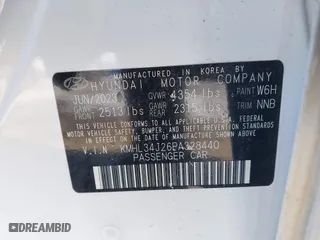 MANUFACTURED IN KOREA BY
HYUNDAI MOTOR COMPANY
JUN/2023 GVWR 4354 lbs PAINT W6H
GAWR FRONT 2513 lbs GAWR REAR 2315 lbs TRIM NNB
THIS VEHICLE CONFORMS TO ALL APPLICABLE U.S.A. FEDERAL
MOTOR VEHICLE SAFETY, BUMPER, AND THEFT PREVENTION
STANDARDS IN EFFECT ON THE DATE OF MANUFACTURE SHOWN ABOVE.
V.I.N KMHL34J26PA328440
PASSENGER CAR
DREAMBID.COM